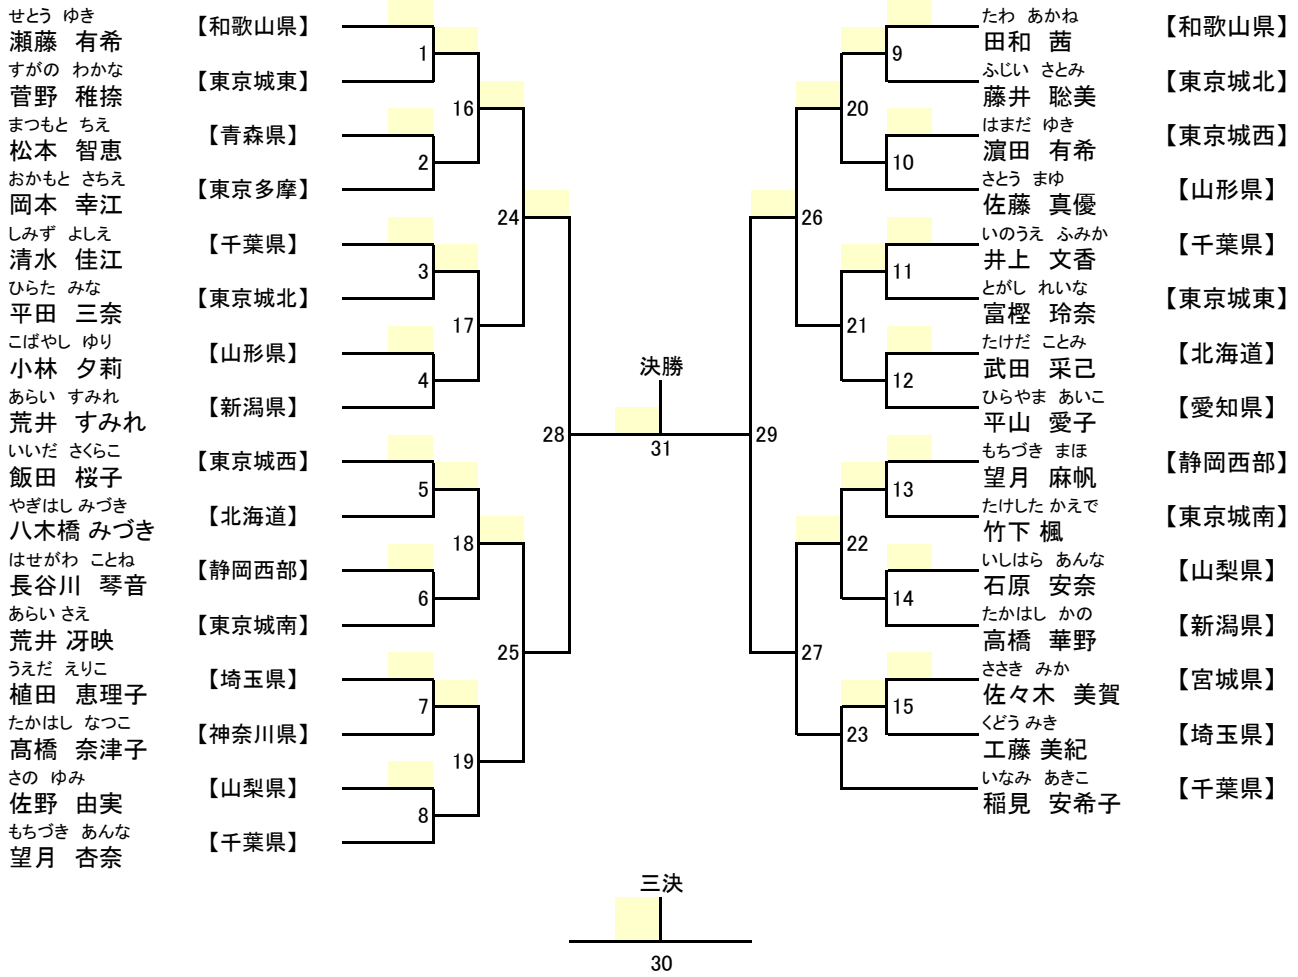 せとう ゆき
瀬藤 有希 【和歌山県】
すがの わかな
菅野 稚捺 【東京城東】
まつもと ちえ
松本 智恵 【青森県】
おかもと さちえ
岡本 幸江 【東京多摩】
しみず よしえ
清水 佳江 【千葉県】
ひらた みな
平田 三奈 【東京城北】
こばやし ゆり
小林 夕莉 【山形県】
あらい すみれ
荒井 すみれ 【新潟県】
いいだ さくらこ
飯田 桜子 【東京城西】
やぎはし みづき
八木橋 みづき 【北海道】
はせがわ ことね
長谷川 琴音 【静岡西部】
あらい さえ
荒井 冴映 【東京城南】
うえだ えりこ
植田 恵理子 【埼玉県】
たかはし なつこ
髙橋 奈津子 【神奈川県】
さの ゆみ
佐野 由実 【山梨県】
もちづき あんな
望月 杏奈 【千葉県】
1
2
3
4
5
6
7
8
16
17
18
19
24
25
28
決勝
31
三決
30
29
26
27
20
21
22
23
9
10
11
12
13
14
15
たわ あかね
田和 茜 【和歌山県】
ふじい さとみ
藤井 聡美 【東京城北】
はまだ ゆき
濵田 有希 【東京城西】
さとう まゆ
佐藤 真優 【山形県】
いのうえ ふみか
井上 文香 【千葉県】
とがし れいな
富樫 玲奈 【東京城東】
たけだ ことみ
武田 采己 【北海道】
ひらやま あいこ
平山 愛子 【愛知県】
もちづき まほ
望月 麻帆 【静岡西部】
たけした かえで
竹下 楓 【東京城南】
いしはら あんな
石原 安奈 【山梨県】
たかはし かの
高橋 華野 【新潟県】
ささき みか
佐々木 美賀 【宮城県】
くどう みき
工藤 美紀 【埼玉県】
いなみ あきこ
稲見 安希子 【千葉県】